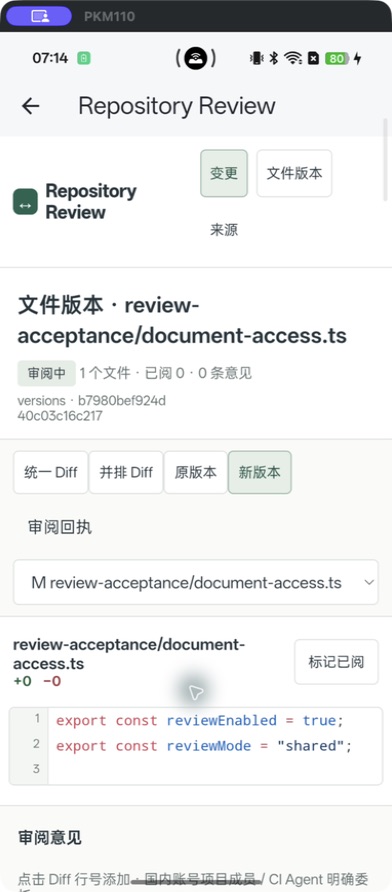 PKM110
07:14
80
Repository Review
Repository
Review
变更
文件版本
来源
文件版本 · review-
acceptance/document-access.ts
审阅中 1 个文件 · 已阅 0 · 0 条意见
versions · b7980bef924d
40c03c16c217
统一 Diff
并排 Diff
原版本
新版本
审阅回执
M review-acceptance/document-access.ts
review-acceptance/document-
access.ts
+0 −0
标记已阅
1 export const reviewEnabled = true;
2 export const reviewMode = "shared";
3
审阅意见
点击 Diff 行号添加 · 国内账号项目成员 / CI Agent 明确委